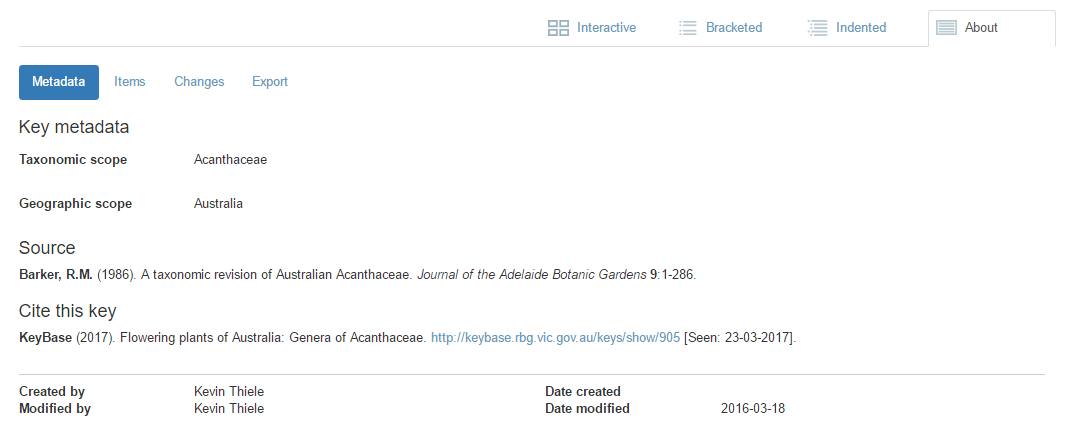 Interactive Bracketed Indented About
Metadata Items Changes Export
Key metadata
Taxonomic scope Acanthaceae
Geographic scope Australia
Source
Barker, R.M. (1986). A taxonomic revision of Australian Acanthaceae. Journal of the Adelaide Botanic Gardens 9:1-286.
Cite this key
KeyBase (2017). Flowering plants of Australia: Genera of Acanthaceae. http://keybase.rbg.vic.gov.au/keys/show/905 [Seen: 23-03-2017].
Created by Kevin Thiele Date created
Modified by Kevin Thiele Date modified 2016-03-18